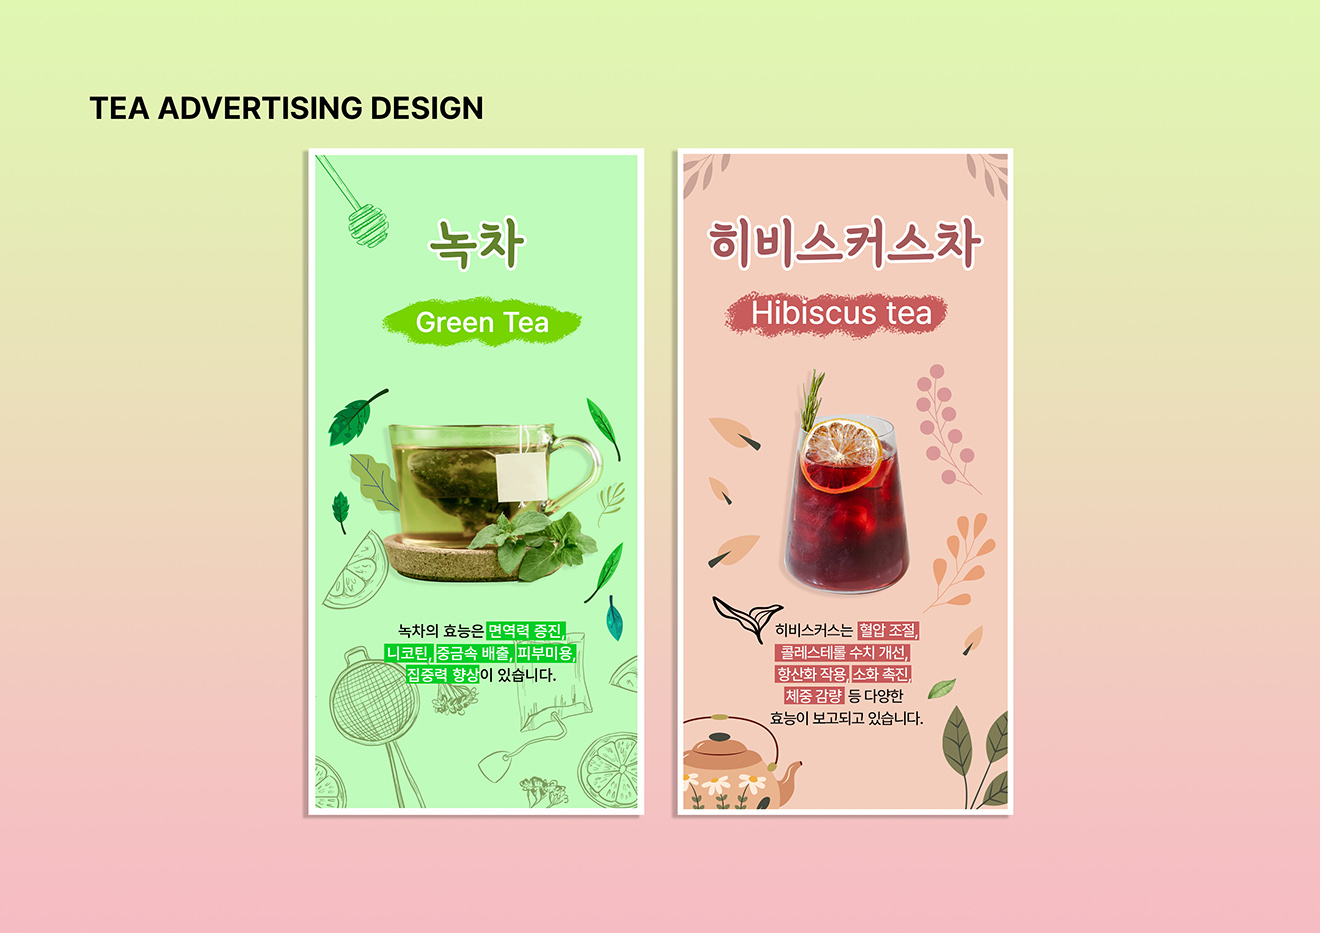 TEA ADVERTISING DESIGN
녹차
Green Tea
녹차의 효능은 면역력 증진,
니코틴, 중금속 배출, 피부미용,
집중력 향상이 있습니다.
히비스커스차
Hibiscus tea
히비스커스는 혈압 조절,
콜레스테롤 수치 개선,
항산화 작용, 소화 촉진,
체중 감량 등 다양한
효능이 보고되고 있습니다.